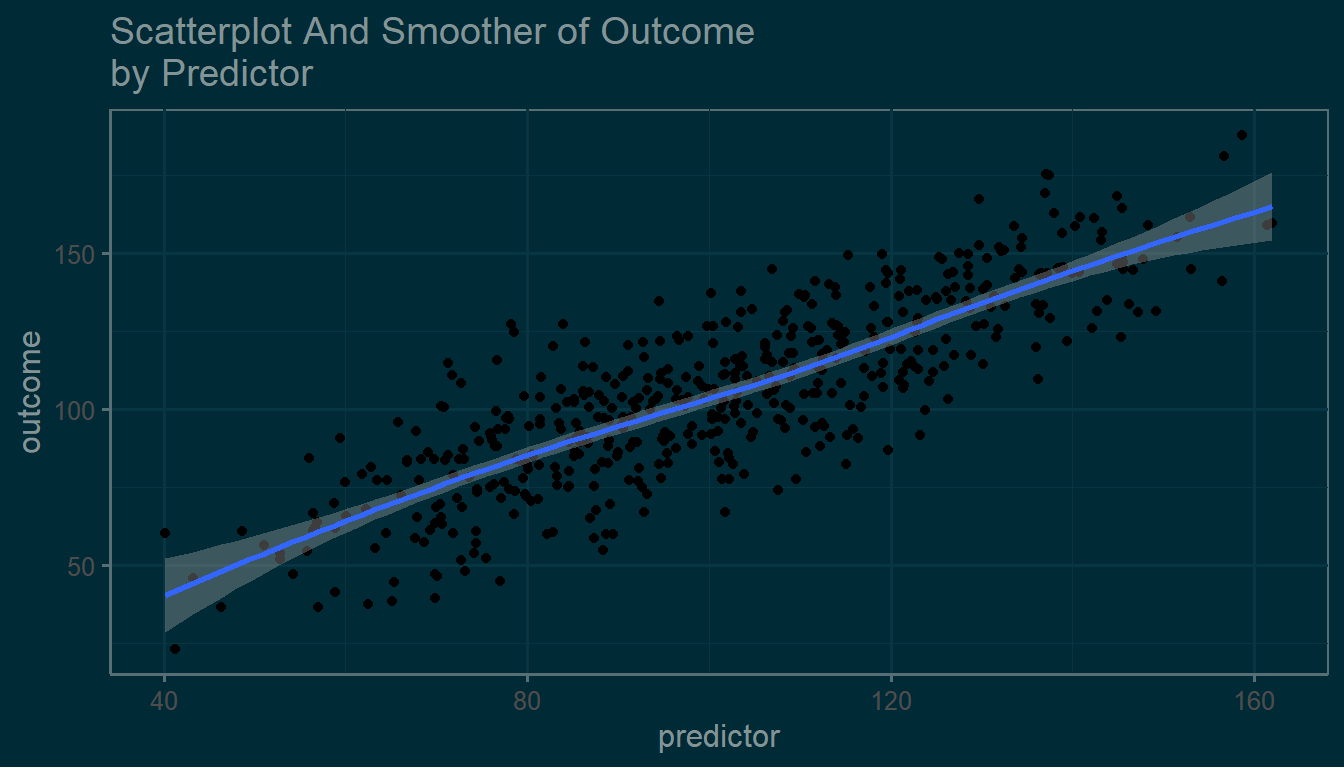 Scatterplot And Smoother of Outcome
by Predictor
outcome
150
100
50
40 80 120 160
predictor